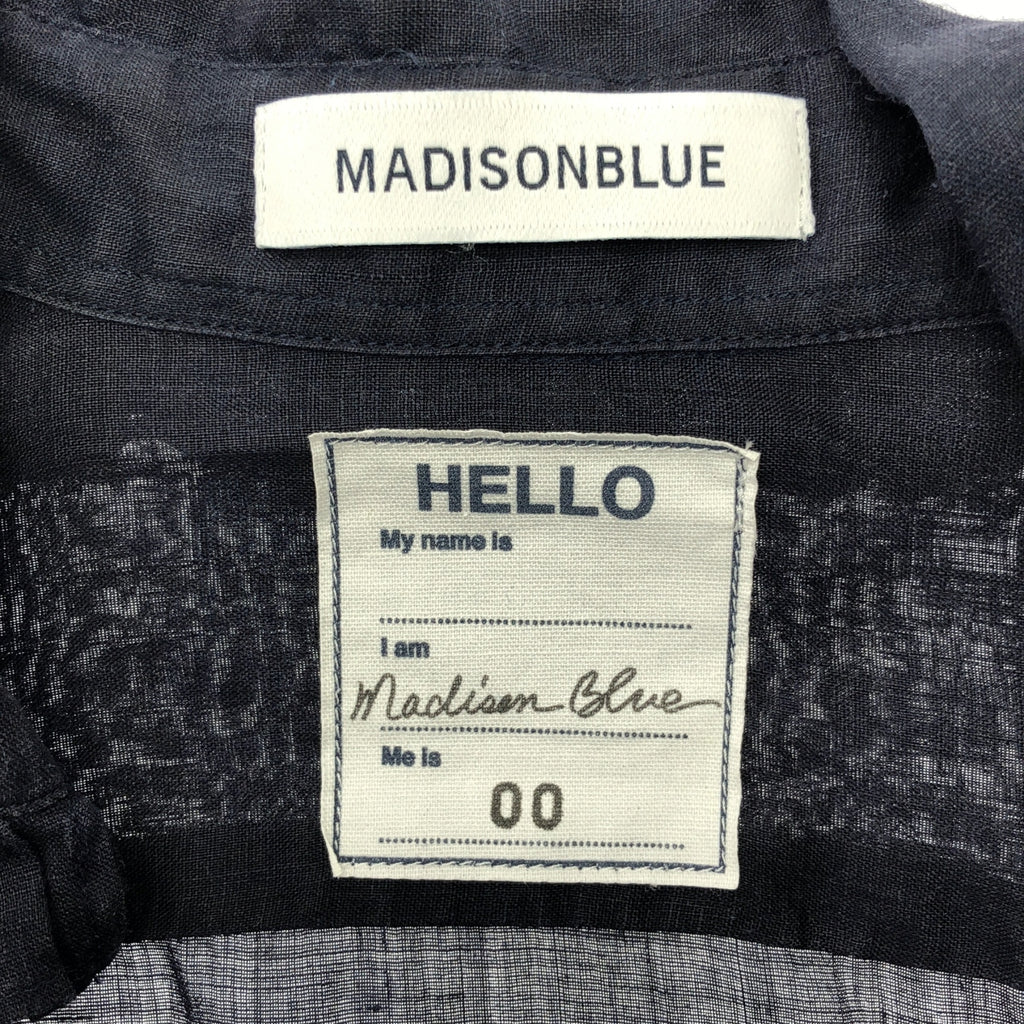 MADISONBLUE
HELLO
My name is
I am
Madison Blue
Me is
00